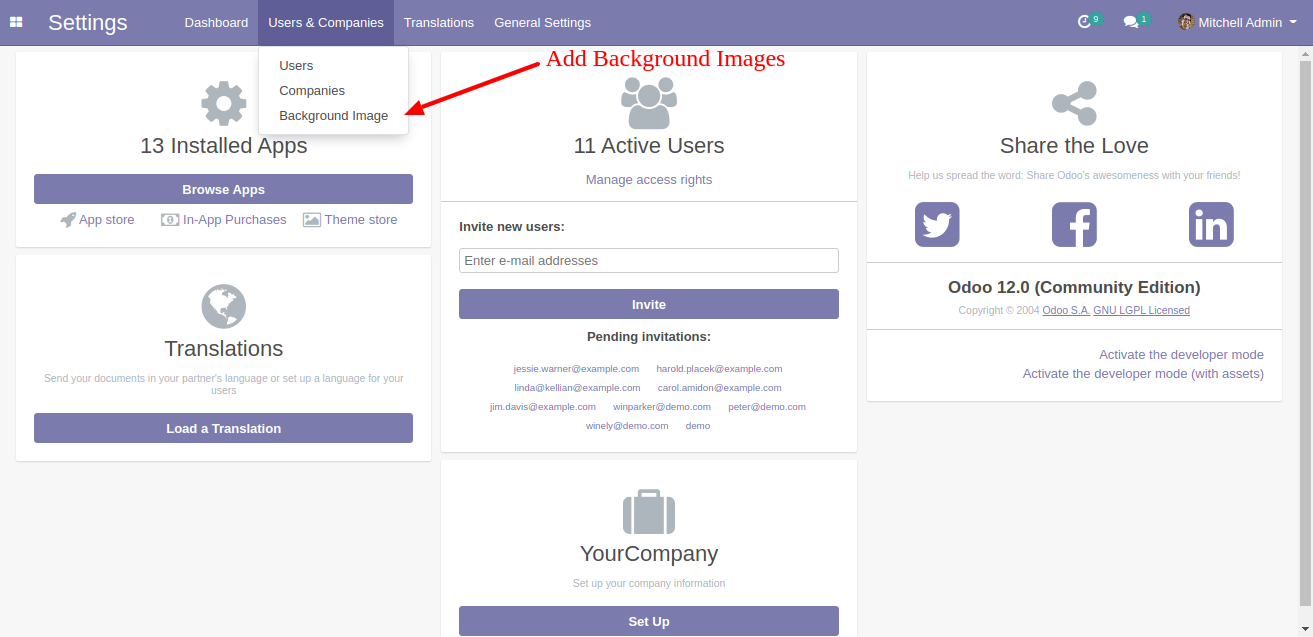 Settings
Dashboard
Users & Companies
Translations
General Settings
9
1
Mitchell Admin
Users
Companies
Background Image
Add Background Images
13 Installed Apps
Browse Apps
App store
In-App Purchases
Theme store
Translations
Send your documents in your partner's language or set up a language for your
users
Load a Translation
11 Active Users
Manage access rights
Invite new users:
Enter e-mail addresses
Invite
Pending invitations:
jessie.warner@example.com harold.placek@example.com
linda@kellian@example.com carol.amidon@example.com
jim.davis@example.com winparker@demo.com peter@demo.com
winely@demo.com demo
YourCompany
Set up your company information
Set Up
Share the Love
Help us spread the word: Share Odoo's awesomeness with your friends!
Odoo 12.0 (Community Edition)
Copyright © 2004 Odoo S.A. GNU LGPL Licensed
Activate the developer mode
Activate the developer mode (with assets)